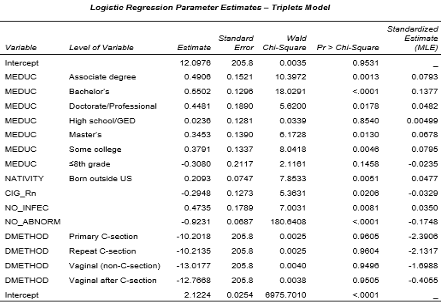 Logistic Regression Parameter Estimates – Triplets Model
Variable Level of Variable Estimate Standard Error Wald Chi-Square Pr > Chi-Square Standardized Estimate (MLE)
Intercept 12.0976 205.8 0.0035 0.9531 _
MEDUC Associate degree 0.4906 0.1521 10.3972 0.0013 0.0793
MEDUC Bachelor's 0.5502 0.1296 18.0291 <.0001 0.1377
MEDUC Doctorate/Professional 0.4481 0.1890 5.6200 0.0178 0.0482
MEDUC High school/GED 0.0236 0.1281 0.0339 0.8540 0.00499
MEDUC Master's 0.3453 0.1390 6.1728 0.0130 0.0678
MEDUC Some college 0.3791 0.1337 8.0418 0.0046 0.0795
MEDUC ≤8th grade -0.3080 0.2117 2.1161 0.1458 -0.0235
NATIVITY Born outside US 0.2093 0.0747 7.8533 0.0051 0.0477
CIG_Rn -0.2948 0.1273 5.3631 0.0206 -0.0329
NO_INFEC 0.4735 0.1789 7.0031 0.0081 0.0350
NO_ABNORM -0.9231 0.0687 180.6408 <.0001 -0.1748
DMETHOD Primary C-section -10.2018 205.8 0.0025 0.9605 -2.3906
DMETHOD Repeat C-section -10.2135 205.8 0.0025 0.9604 -2.1317
DMETHOD Vaginal (non-C-section) -13.0177 205.8 0.0040 0.9496 -1.6988
DMETHOD Vaginal after C-section -12.7668 205.8 0.0038 0.9505 -0.4055
Intercept 2.1224 0.0254 6975.7010 <.0001 _